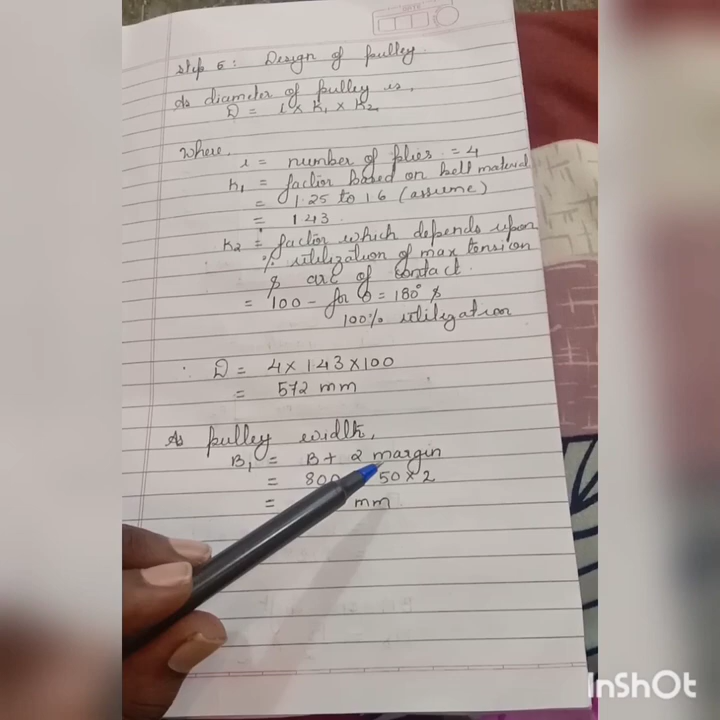 step 6: Design of pulley.
As diameter of pulley is,
D = i x K1 x K2
Where,
i = number of plies = 4
K1 = factor based on belt material
= 1.25 to 1.6 (assume)
= 1.43.
K2 = factor which depends upon
% utilization of max tension
& arc of contact.
= 100 - for θ = 180° &
100% utilization
∴ D = 4 x 1.43 x 100
= 572 mm
As pulley width,
B1 = B + 2 margin
= 800 50 x 2
= mm
InShOt